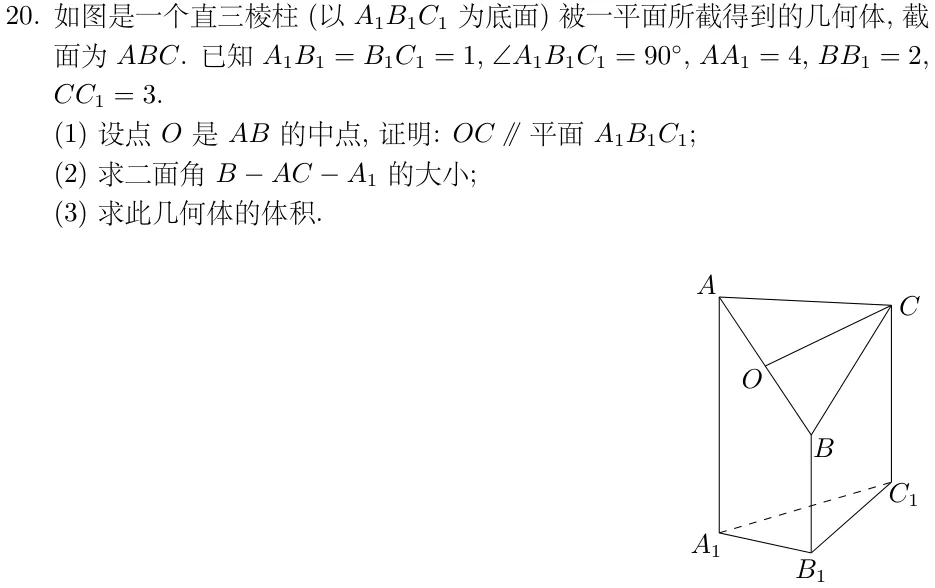 20. 如图是一个直三棱柱 (以 A₁B₁C₁ 为底面) 被一平面所截得到的几何体, 截
面为 ABC. 已知 A₁B₁ = B₁C₁ = 1, ∠A₁B₁C₁ = 90°, AA₁ = 4, BB₁ = 2,
CC₁ = 3.
(1) 设点 O 是 AB 的中点, 证明: OC ∥ 平面 A₁B₁C₁;
(2) 求二面角 B − AC − A₁ 的大小;
(3) 求此几何体的体积.
A
C
O
B
C₁
A₁
B₁